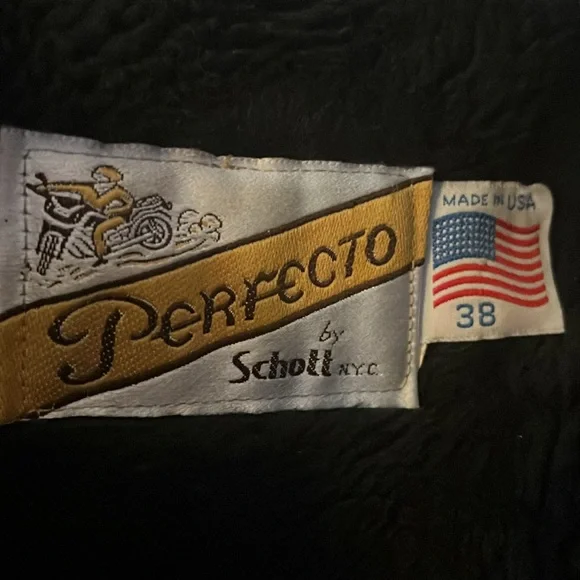 PERFECTO
by
Schott N.Y.C.
MADE IN USA
38